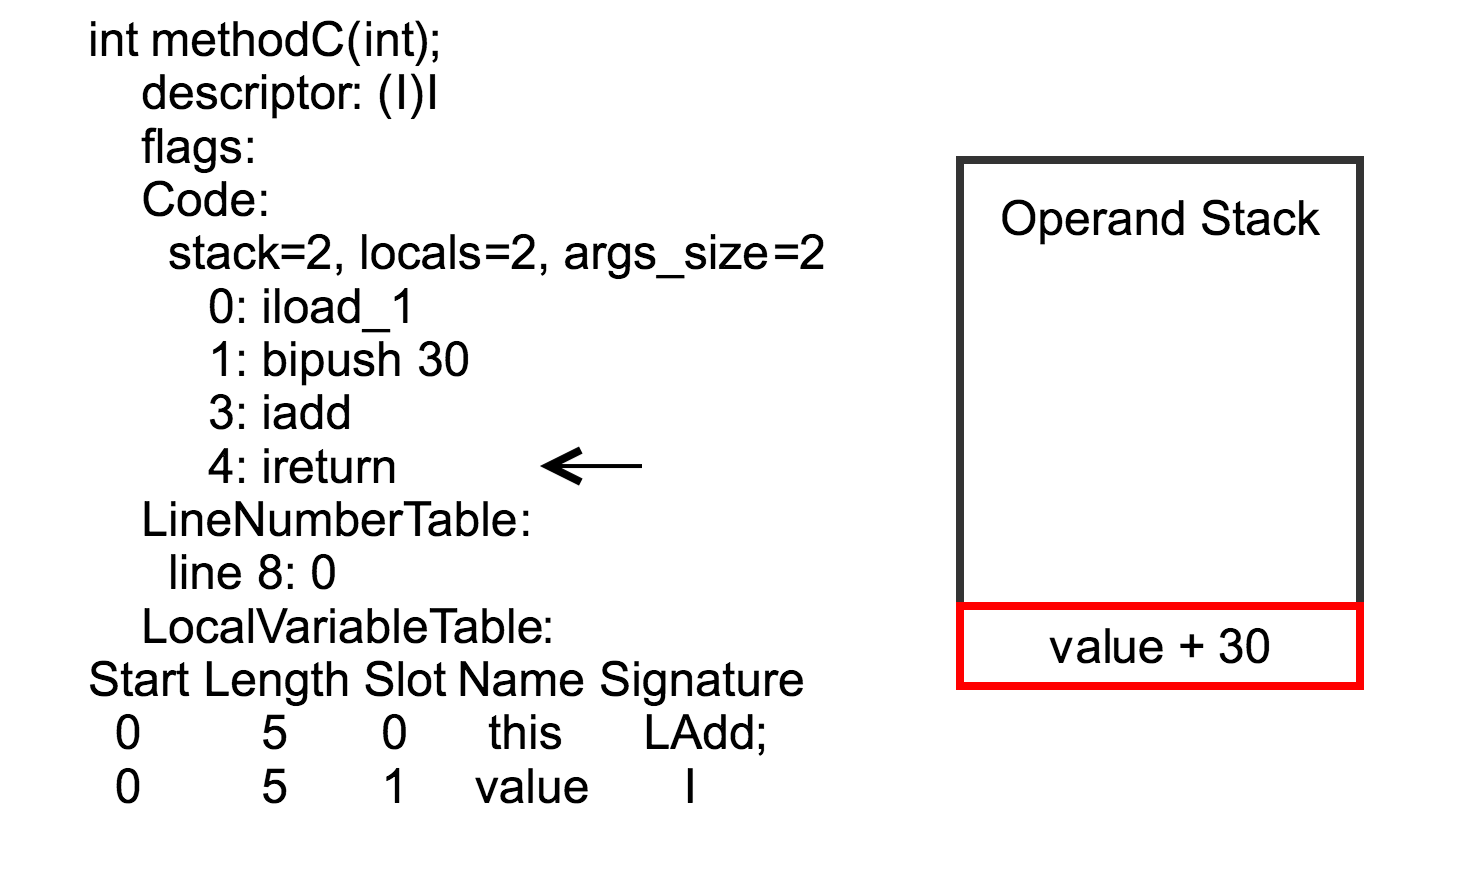 int methodC(int);
descriptor: (I)I
flags:
Code:
stack=2, locals=2, args_size=2
0: iload_1
1: bipush 30
3: iadd
4: ireturn
LineNumberTable:
line 8: 0
LocalVariableTable:
Start Length Slot Name Signature
0 5 0 this LAdd;
0 5 1 value I
Operand Stack
value + 30